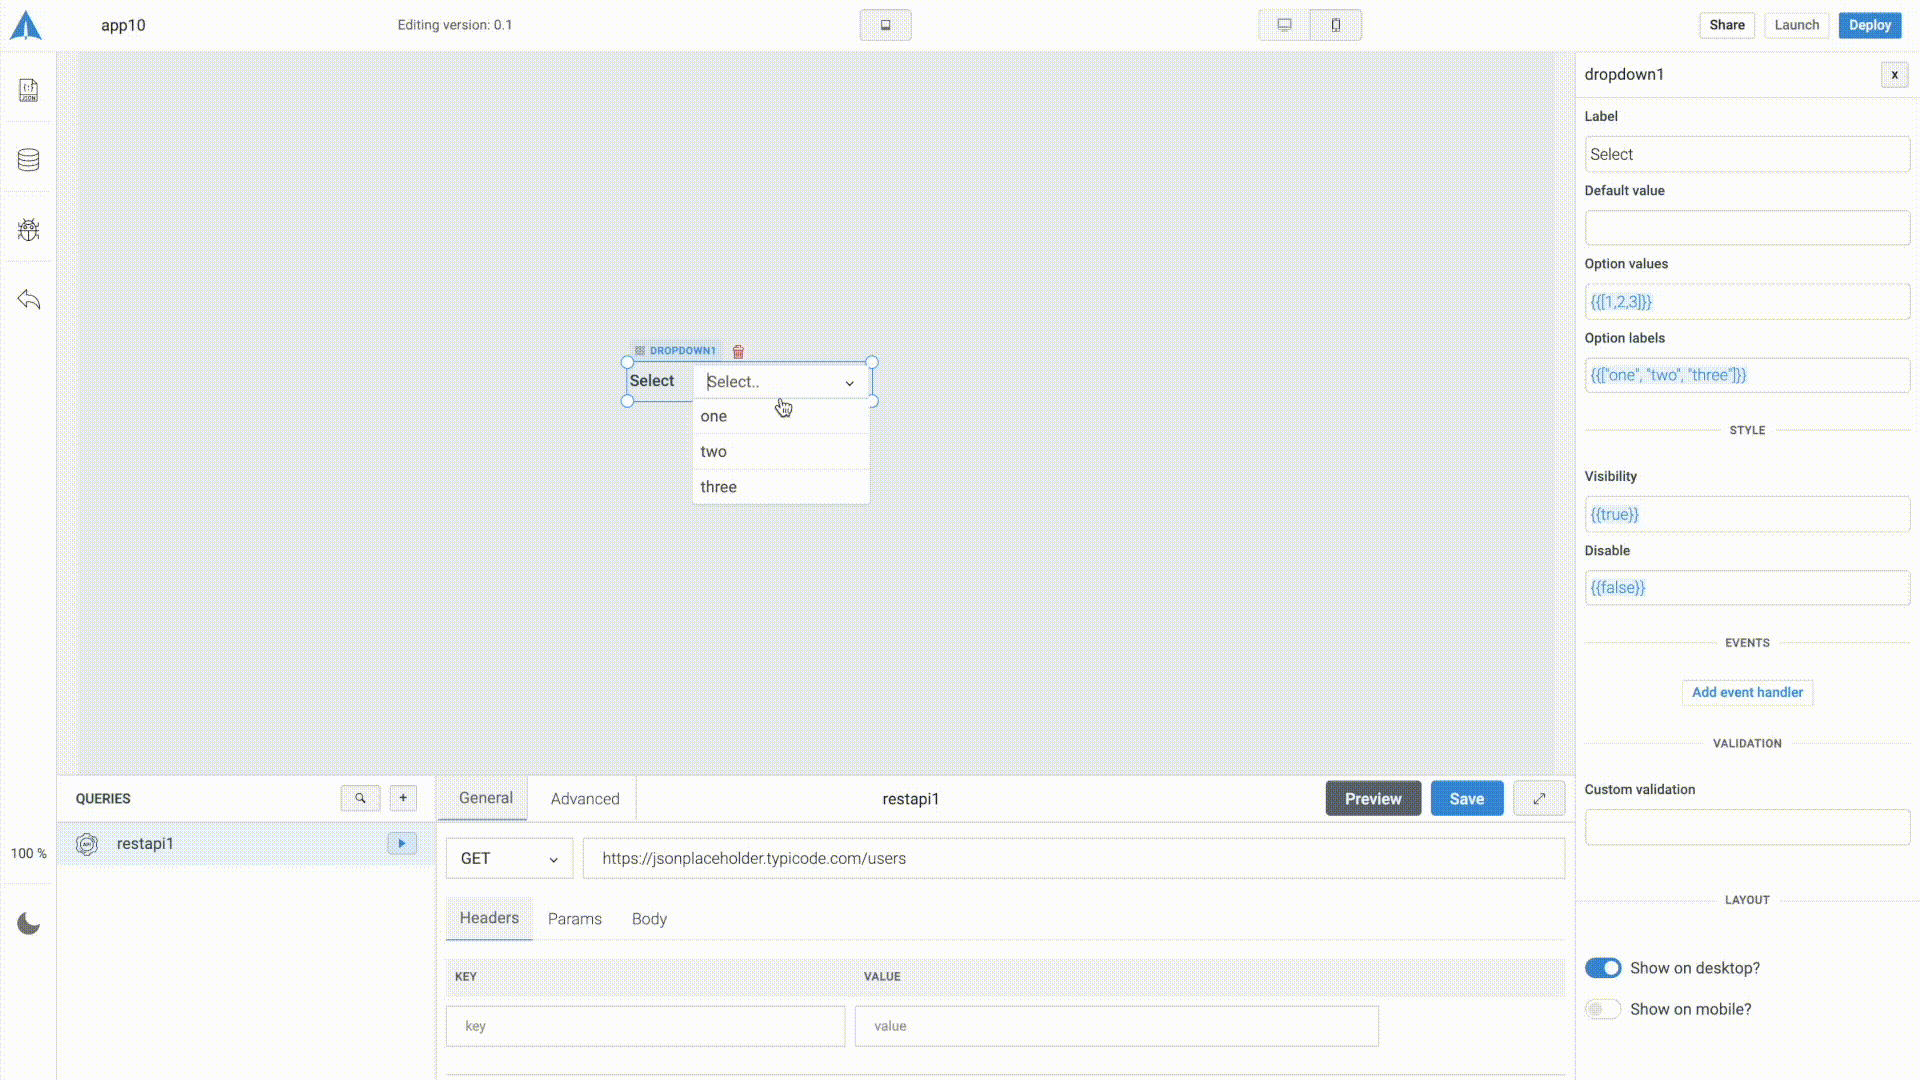 app10
Editing version: 0.1
Share
Launch
Deploy
JSON
DROPDOWN1
Select
Select..
one
two
three
dropdown1
x
Label
Select
Default value
Option values
{{[1,2,3]}}
Option labels
{{["one", "two", "three"]}}
STYLE
Visibility
{{true}}
Disable
{{false}}
EVENTS
Add event handler
VALIDATION
Custom validation
LAYOUT
Show on desktop?
Show on mobile?
100 %
QUERIES
+
API
restapi1
General
Advanced
restapi1
Preview
Save
GET
https://jsonplaceholder.typicode.com/users
Headers
Params
Body
KEY
VALUE
key
value